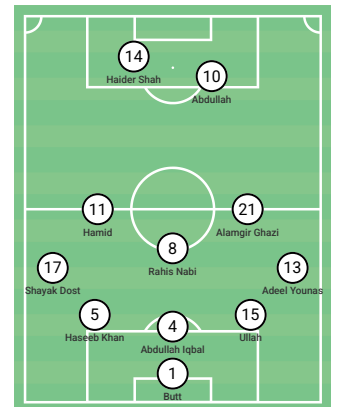 14
Haider Shah
10
Abdullah
11
Hamid
21
Alamgir Ghazi
8
Rahis Nabi
17
Shayak Dost
13
Adeel Younas
5
Haseeb Khan
4
Abdullah Iqbal
15
Ullah
1
Butt